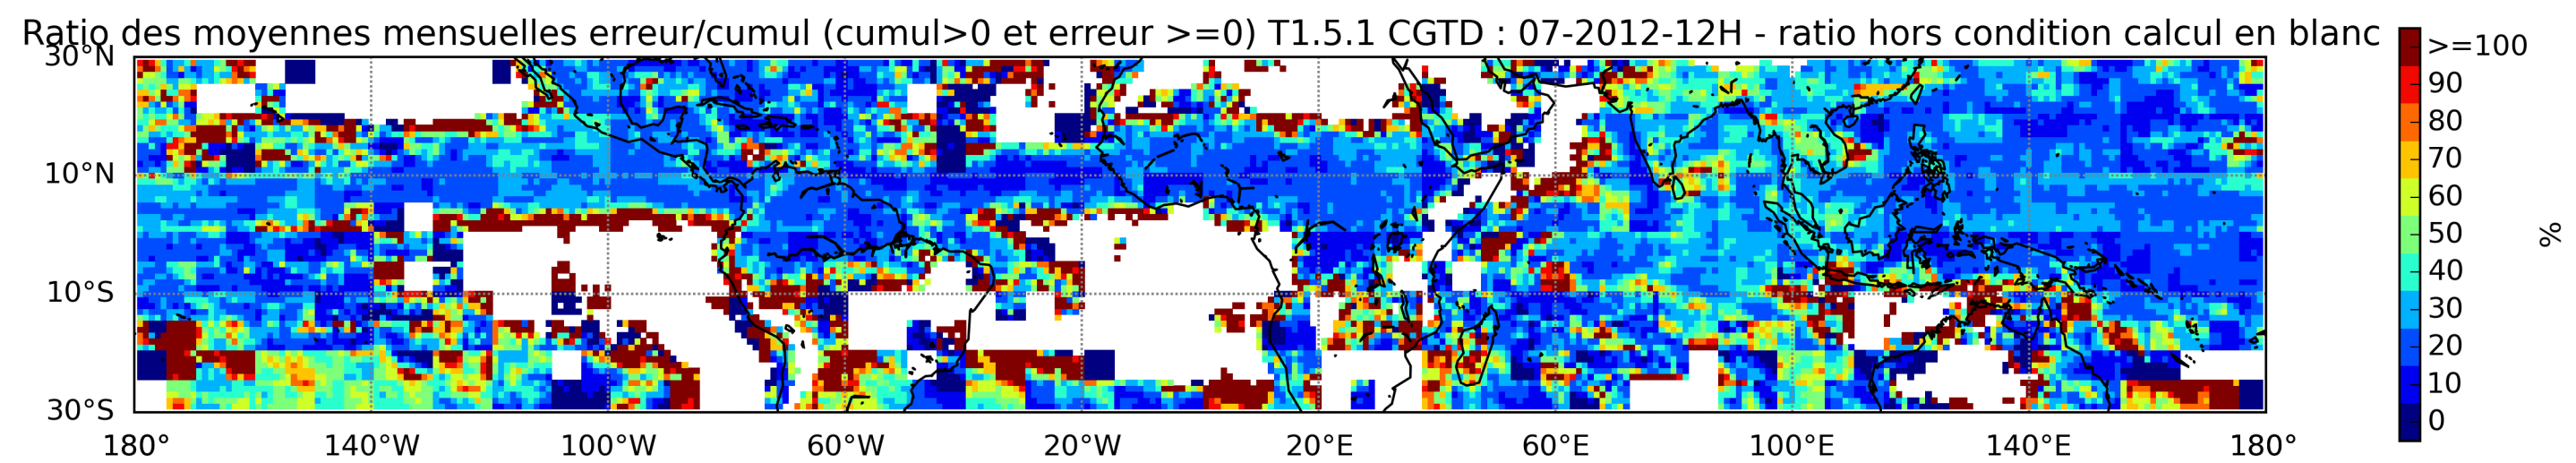 Ratio des moyennes mensuelles erreur/cumul (cumul>0 et erreur >=0) T1.5.1 CGTD : 07-2012-12H - ratio hors condition calcul en blanc
30°N
10°N
10°S
30°S
180° 140°W 100°W 60°W 20°W 20°E 60°E 100°E 140°E 180°
>=100
90
80
70
60
50
40
30
20
10
0
%